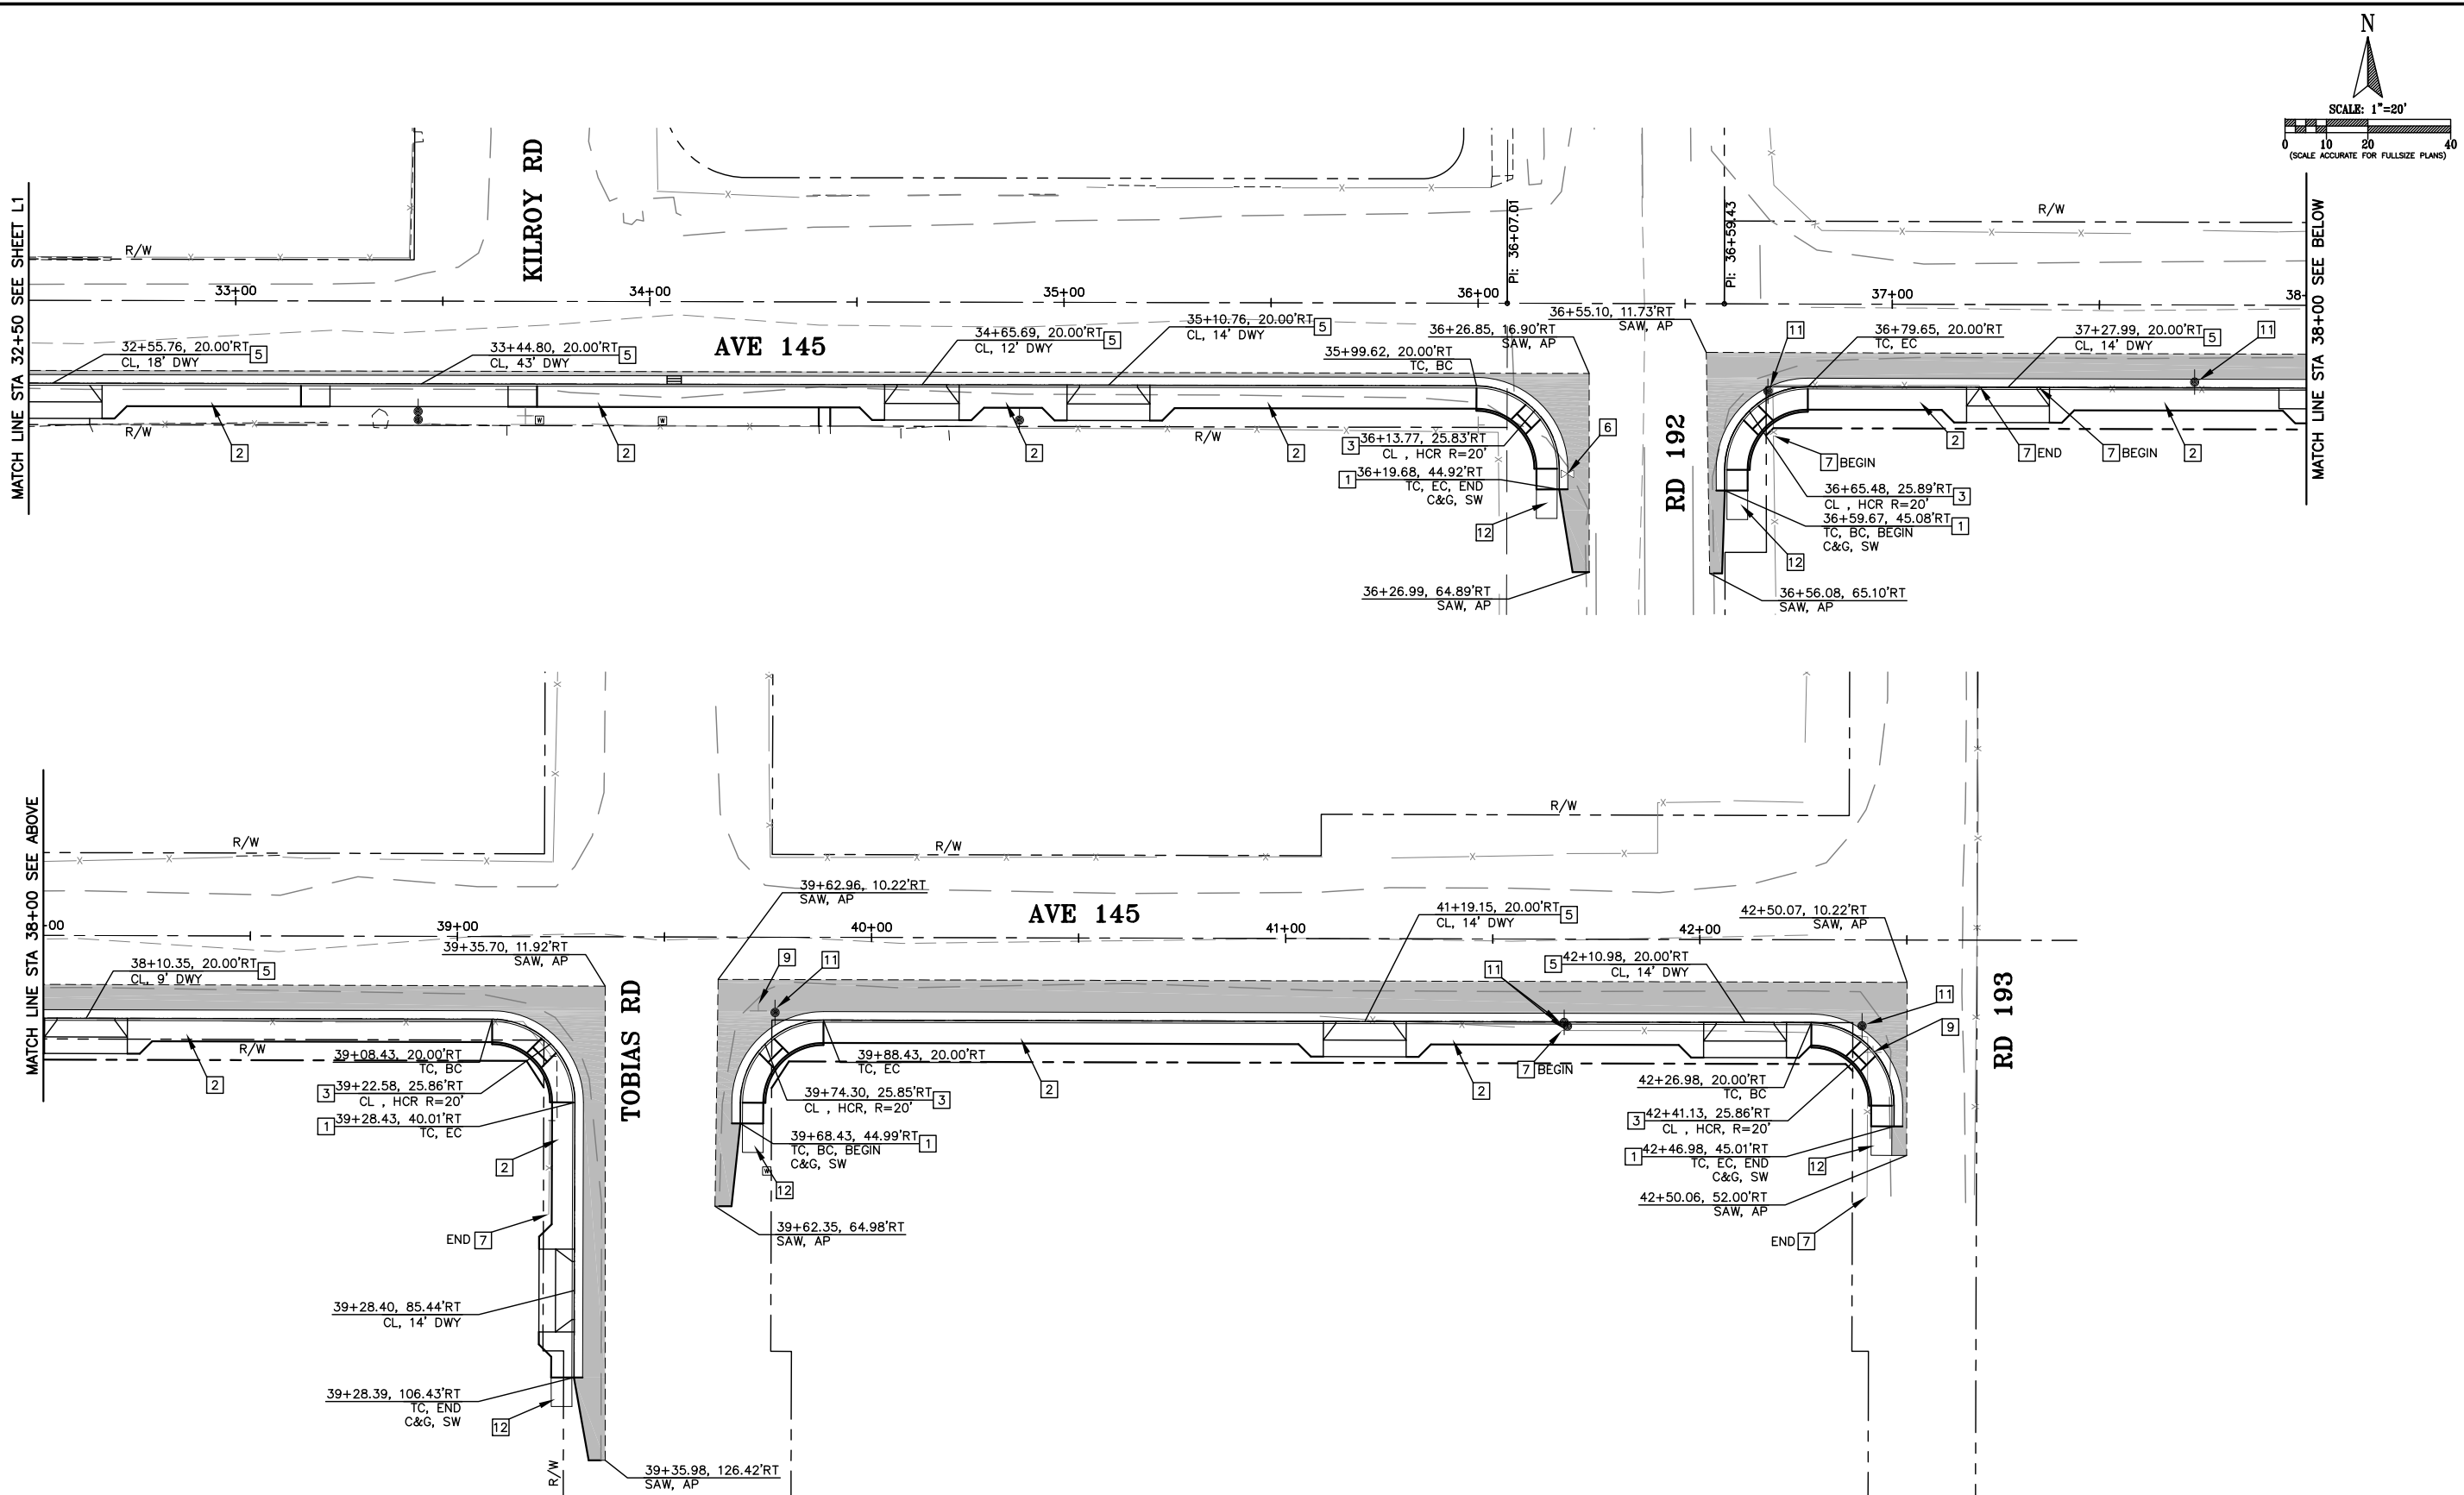 N
SCALE: 1"=20'
0 10 20 40
(SCALE ACCURATE FOR FULLSIZE PLANS)
MATCH LINE STA 32+50 SEE SHEET L1
KILROY RD
R/W
R/W
PI: 36+07.01
PI: 36+59.43
MATCH LINE STA 38+00 SEE BELOW
33+00
34+00
35+00
36+00
37+00
38+
32+55.76, 20.00'RT 5
CL, 18' DWY
33+44.80, 20.00'RT 5
CL, 43' DWY
AVE 145
34+65.69, 20.00'RT 5
CL, 12' DWY
35+10.76, 20.00'RT 5
CL, 14' DWY
35+99.62, 20.00'RT
TC, BC
36+26.85, 16.90'RT
SAW, AP
36+55.10, 11.73'RT
SAW, AP
11
36+79.65, 20.00'RT
TC, EC
37+27.99, 20.00'RT 5
CL, 14' DWY
11
R/W
2
W
W
2
2
R/W
2
3 36+13.77, 25.83'RT
CL , HCR R=20'
1 36+19.68, 44.92'RT
TC, EC, END
C&G, SW
6
12
RD 192
36+26.99, 64.89'RT
SAW, AP
7 BEGIN
2
7 END
7 BEGIN
2
36+65.48, 25.89'RT 3
CL , HCR R=20'
36+59.67, 45.08'RT 1
TC, BC, BEGIN
C&G, SW
12
36+56.08, 65.10'RT
SAW, AP
MATCH LINE STA 38+00 SEE ABOVE
R/W
R/W
R/W
+00
39+00
40+00
41+00
42+00
38+10.35, 20.00'RT 5
CL, 9' DWY
39+35.70, 11.92'RT
SAW, AP
39+62.96, 10.22'RT
SAW, AP
AVE 145
9
11
41+19.15, 20.00'RT 5
CL, 14' DWY
11
5 42+10.98, 20.00'RT
CL, 14' DWY
42+50.07, 10.22'RT
SAW, AP
11
9
RD 193
R/W
2
39+08.43, 20.00'RT
TC, BC
3 39+22.58, 25.86'RT
CL , HCR R=20'
1 39+28.43, 40.01'RT
TC, EC
2
END 7
39+28.40, 85.44'RT
CL, 14' DWY
39+28.39, 106.43'RT
TC, END
C&G, SW
12
R/W
39+35.98, 126.42'RT
SAW, AP
TOBIAS RD
39+88.43, 20.00'RT
TC, EC
39+74.30, 25.85'RT 3
CL , HCR, R=20'
39+68.43, 44.99'RT 1
TC, BC, BEGIN
C&G, SW
W
12
39+62.35, 64.98'RT
SAW, AP
2
2
7 BEGIN
42+26.98, 20.00'RT
TC, BC
3 42+41.13, 25.86'RT
CL , HCR, R=20'
1 42+46.98, 45.01'RT
TC, EC, END
C&G, SW
12
42+50.06, 52.00'RT
SAW, AP
END 7